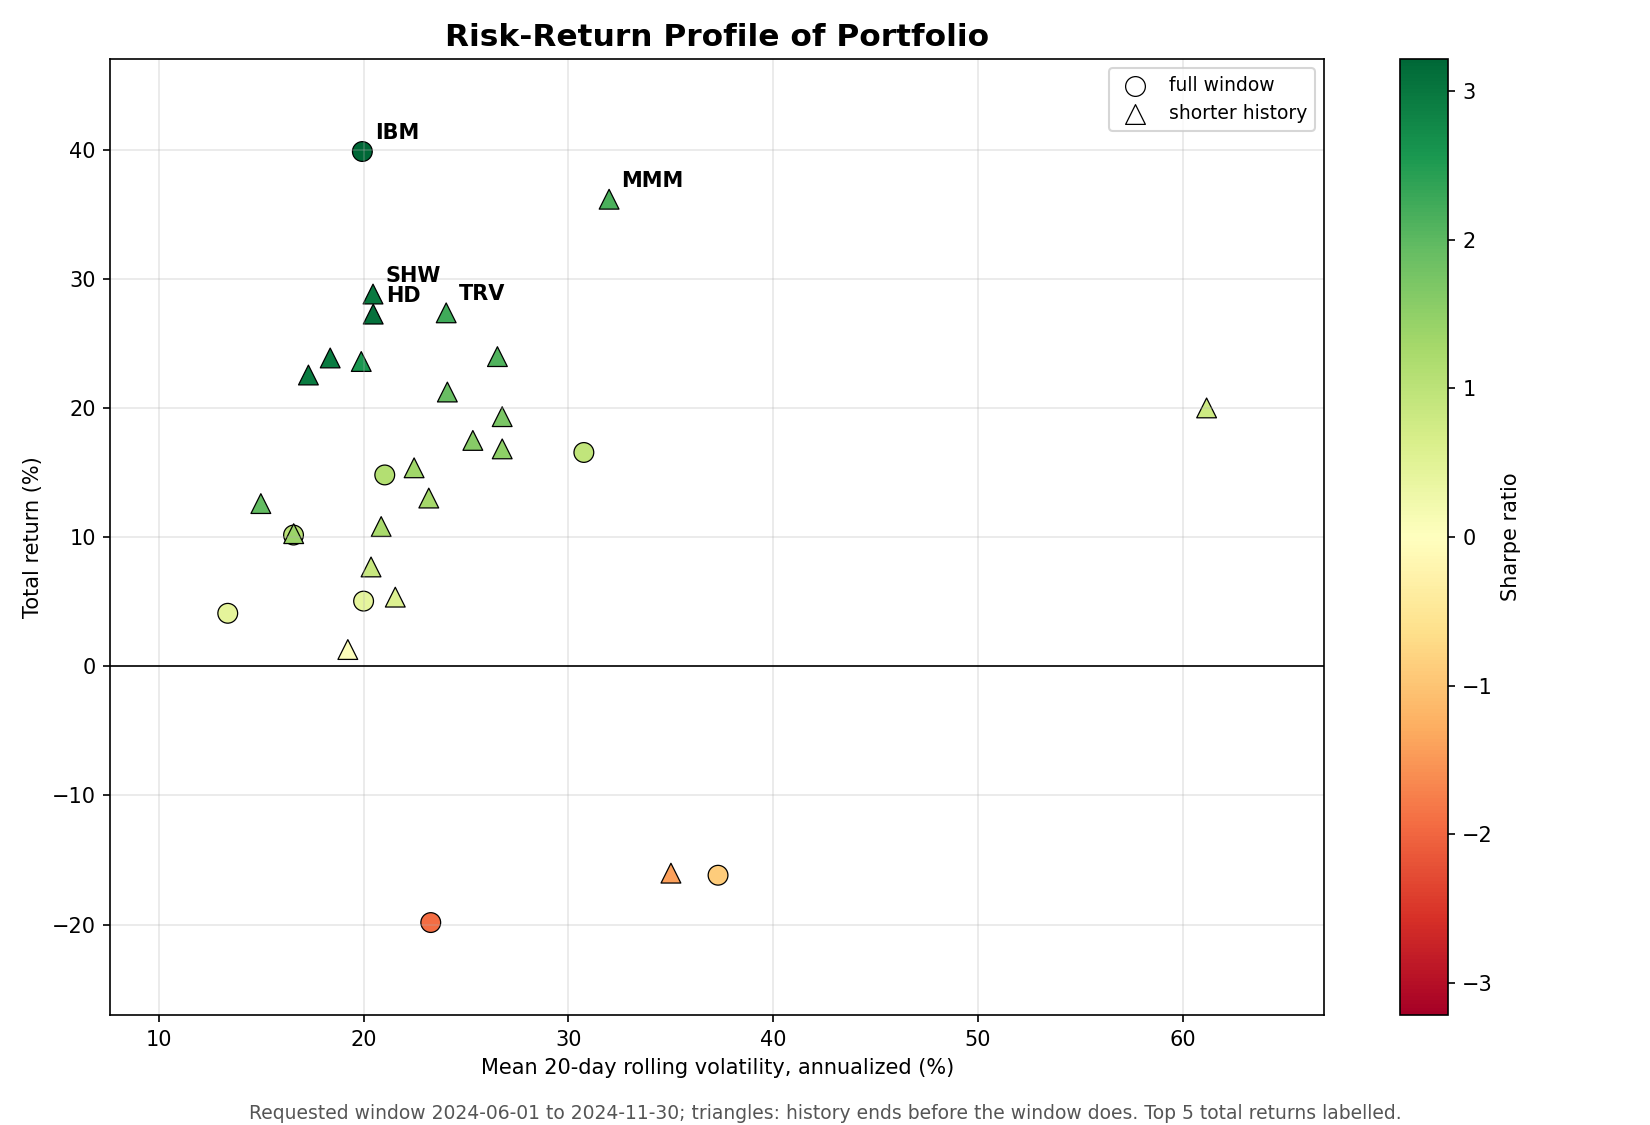 Risk-Return Profile of Portfolio
full window
shorter history
IBM
MMM
SHW
HD
TRV
40
30
20
10
0
−10
−20
Total return (%)
10
20
30
40
50
60
Mean 20-day rolling volatility, annualized (%)
3
2
1
0
−1
−2
−3
Sharpe ratio
Requested window 2024-06-01 to 2024-11-30; triangles: history ends before the window does. Top 5 total returns labelled.